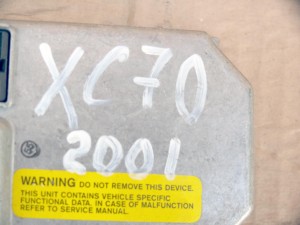 XC70
2001
WARNING DO NOT REMOVE THIS DEVICE.
THIS UNIT CONTAINS VEHICLE SPECIFIC
FUNCTIONAL DATA. IN CASE OF MALFUNCTION
REFER TO SERVICE MANUAL.